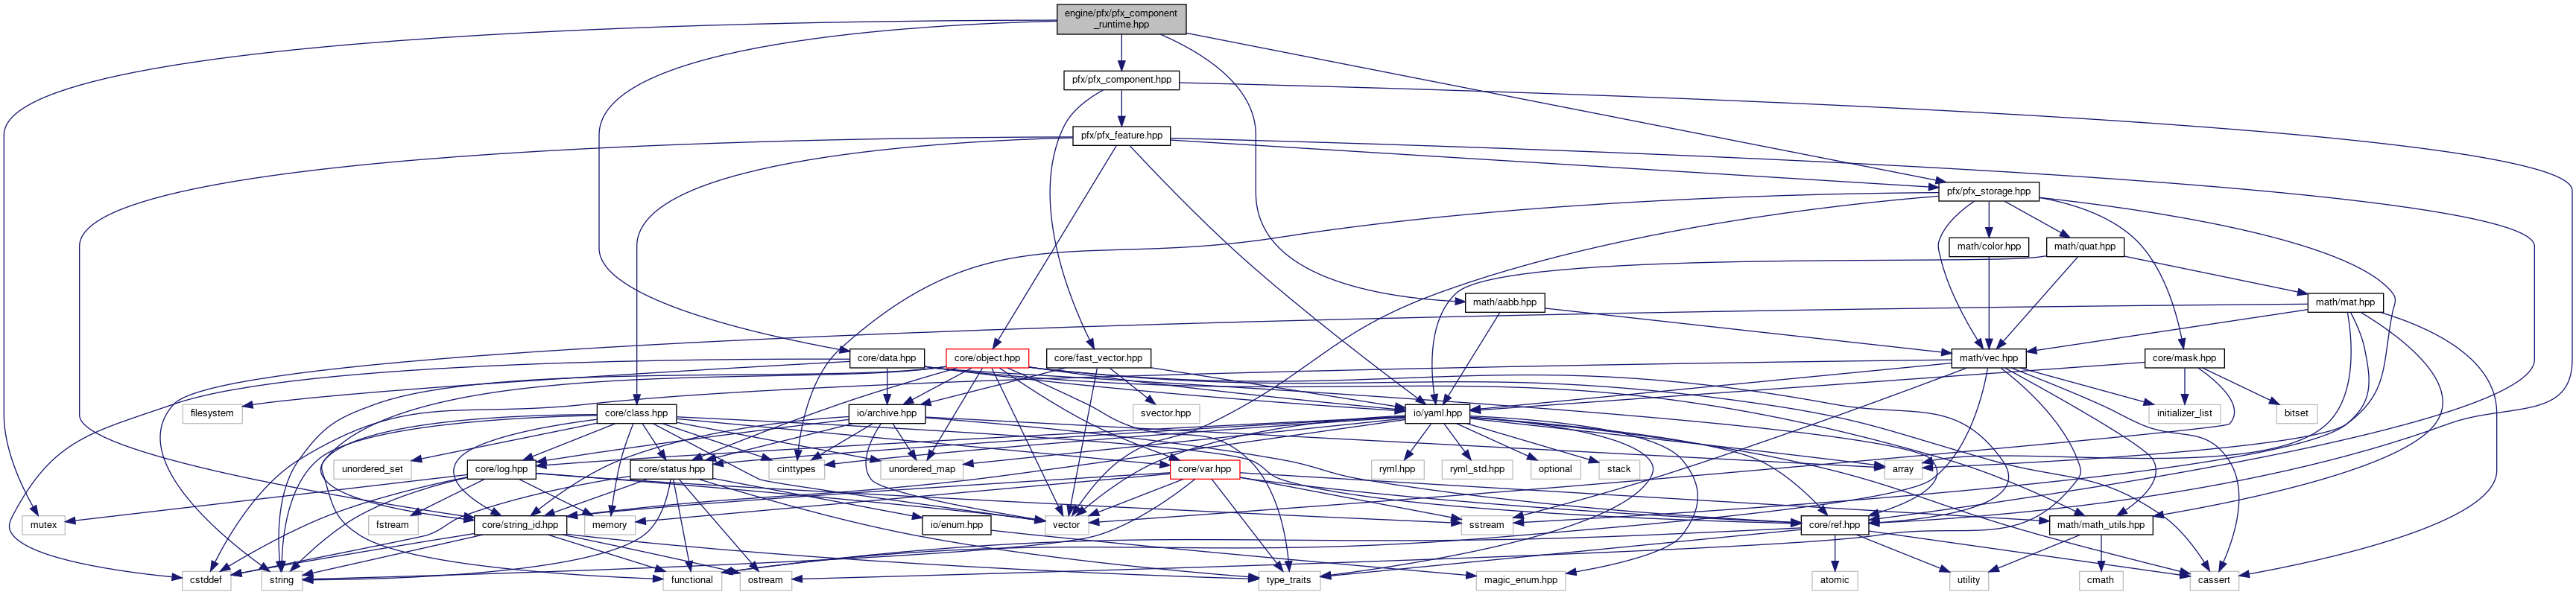 engine/pfx/pfx_component
_runtime.hpp
pfx/pfx_component.hpp
pfx/pfx_feature.hpp
pfx/pfx_storage.hpp
math/color.hpp
math/quat.hpp
math/aabb.hpp
math/mat.hpp
core/data.hpp
core/object.hpp
core/fast_vector.hpp
math/vec.hpp
core/mask.hpp
filesystem
core/class.hpp
io/archive.hpp
svector.hpp
io/yaml.hpp
initializer_list
bitset
unordered_set
core/log.hpp
core/status.hpp
cinttypes
unordered_map
core/var.hpp
ryml.hpp
ryml_std.hpp
optional
stack
array
mutex
fstream
core/string_id.hpp
memory
io/enum.hpp
vector
sstream
core/ref.hpp
math/math_utils.hpp
cstddef
string
functional
ostream
magic_enum.hpp
type_traits
atomic
utility
cmath
cassert